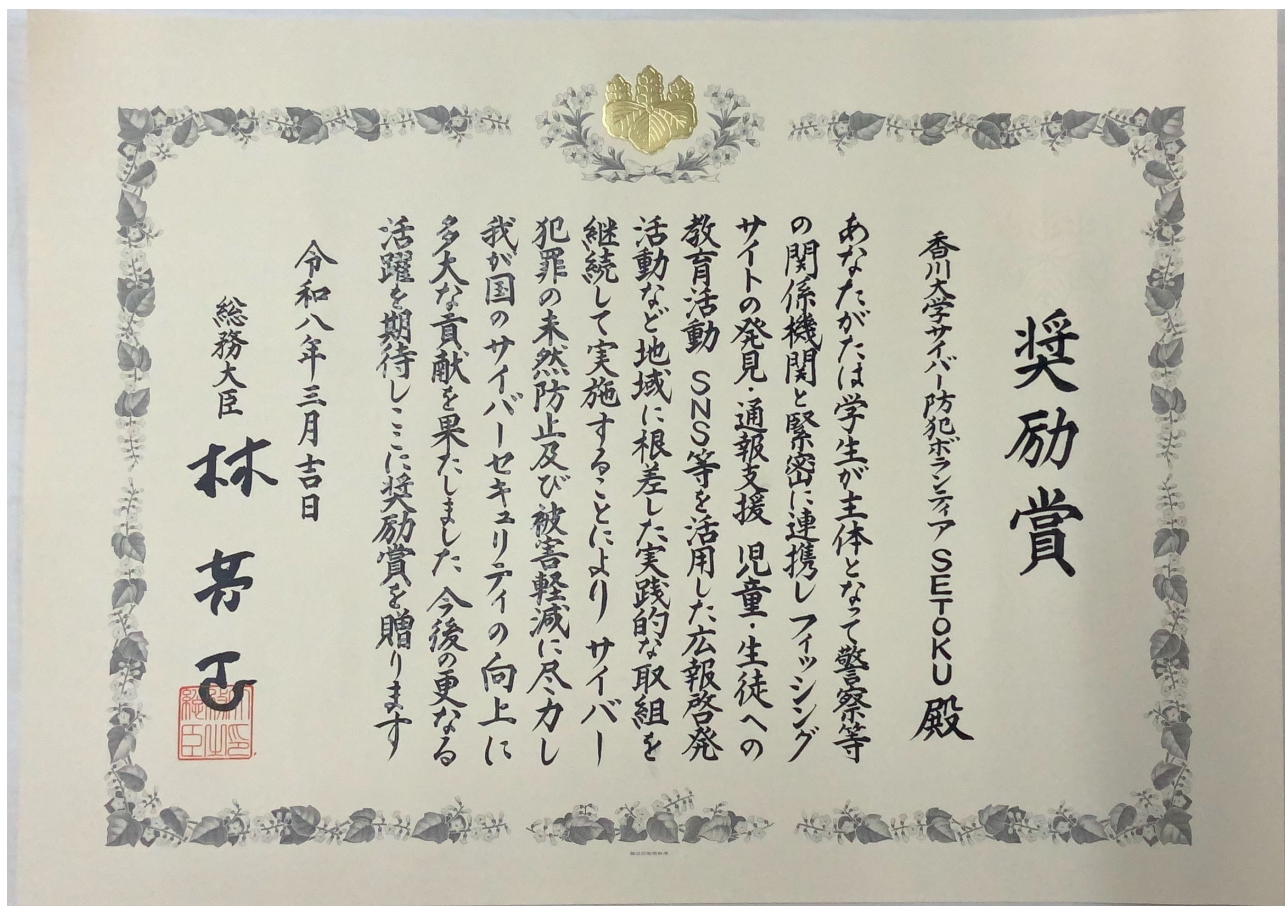 奨励賞
香川大学サイバー防犯ボランティア SETOKU 殿
あなたがたは学生が主体となって警察等
の関係機関と緊密に連携し フィッシング
サイトの発見・通報支援 児童・生徒への
教育活動 SNS等を活用した広報啓発
活動など地域に根差した実践的な取組を
継続して実施することにより サイバー
犯罪の未然防止及び被害軽減に尽力し
我が国のサイバーセキュリティの向上に
多大な貢献を果たしました 今後の更なる
活躍を期待しここに奨励賞を贈ります
令和八年三月吉日
総務大臣
林 芳正